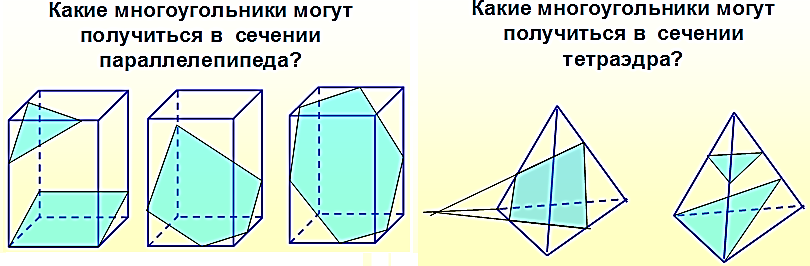 Какие многоугольники могут
получиться в сечении
параллелепипеда?
Какие многоугольники могут
получиться в сечении
тетраэдра?